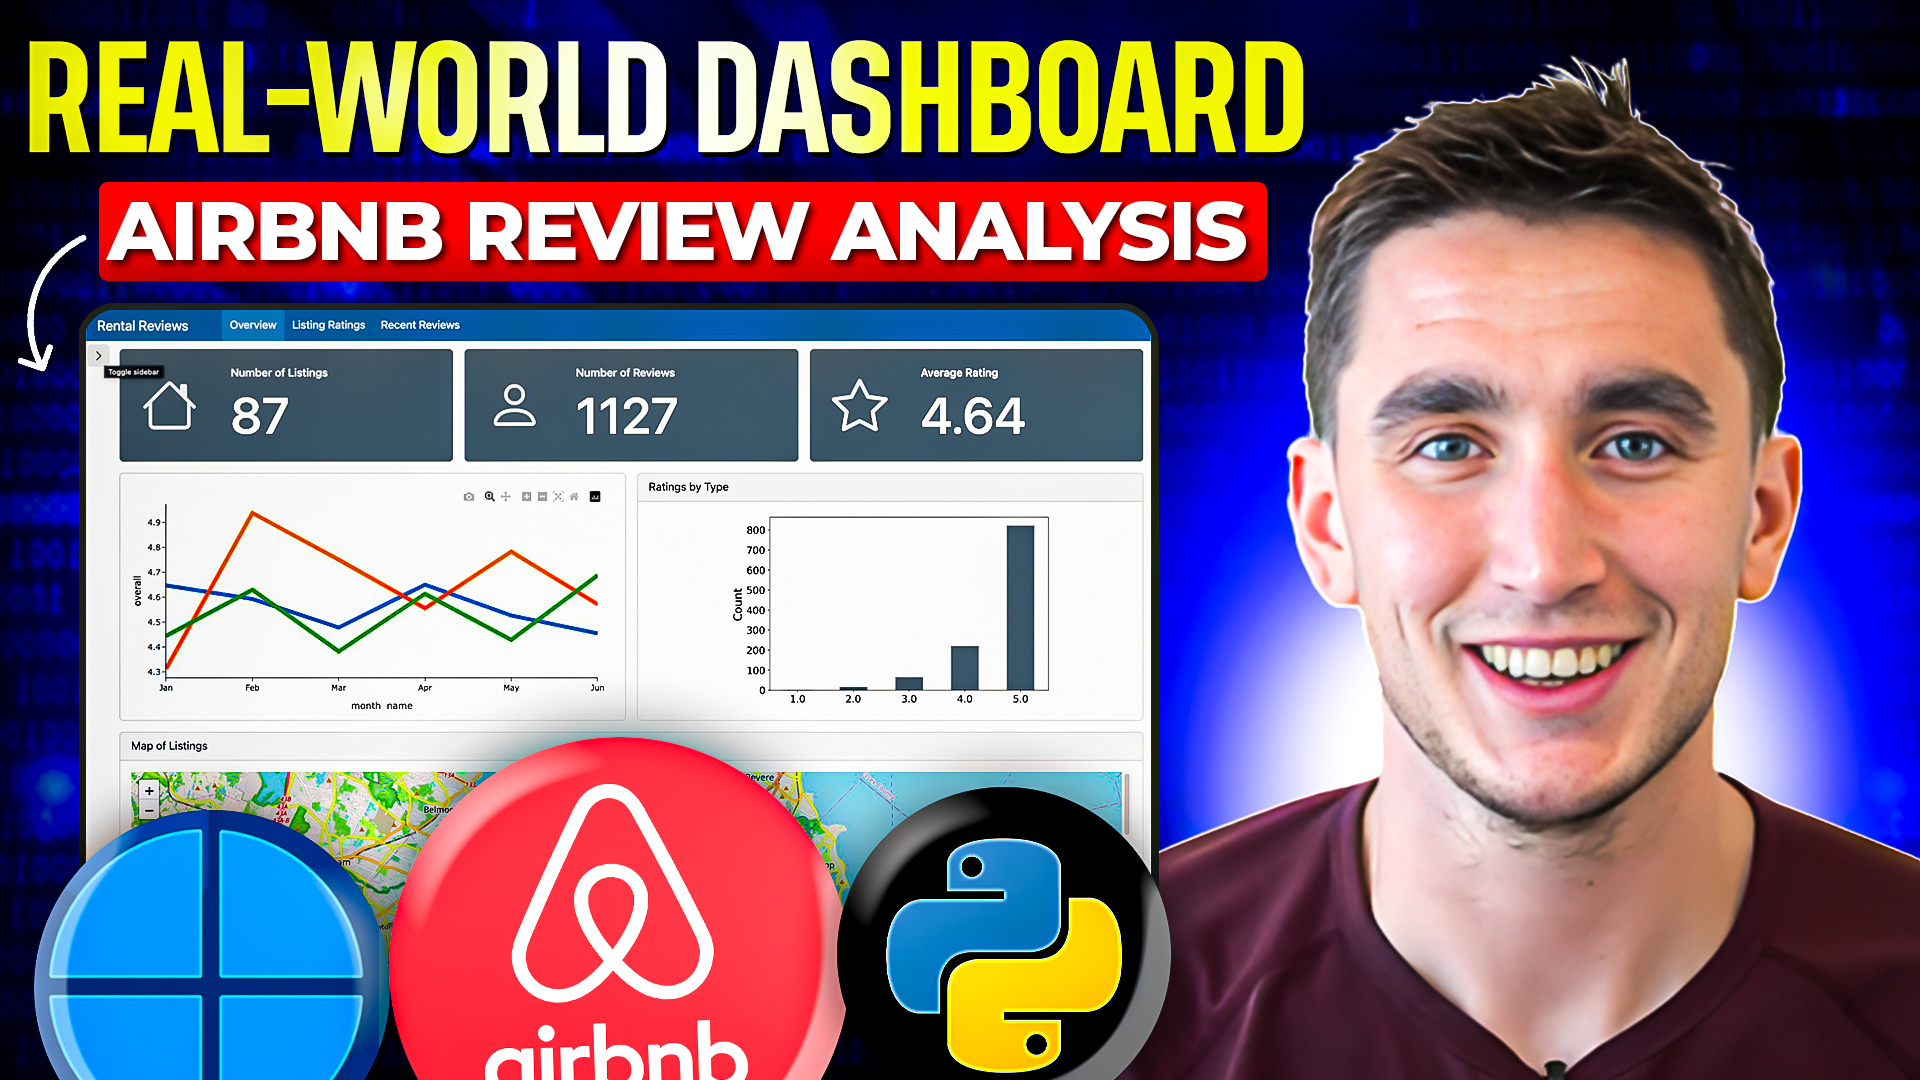 REAL-WORLD DASHBOARD
AIRBNB REVIEW ANALYSIS
Rental Reviews
Overview
Listing Ratings
Recent Reviews
Toggle sidebar
Number of Listings
87
Number of Reviews
1127
Average Rating
4.64
overall
4.9
4.8
4.7
4.6
4.5
4.4
4.3
Jan Feb Mar Apr May Jun
month_name
Ratings by Type
Count
800
700
600
500
400
300
200
100
0
1.0 2.0 3.0 4.0 5.0
Map of Listings
+
−
Belmo
Revere
airbnb